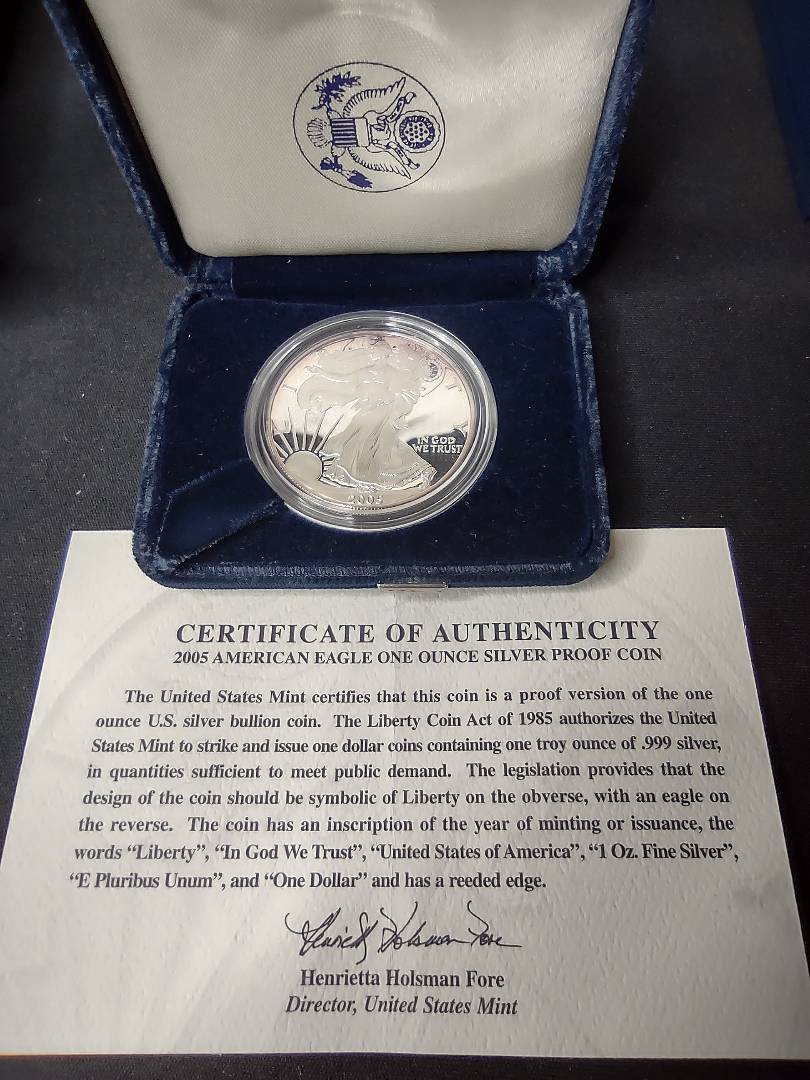 IN GOD
WE TRUST
2005
CERTIFICATE OF AUTHENTICITY
2005 AMERICAN EAGLE ONE OUNCE SILVER PROOF COIN
The United States Mint certifies that this coin is a proof version of the one
ounce U.S. silver bullion coin. The Liberty Coin Act of 1985 authorizes the United
States Mint to strike and issue one dollar coins containing one troy ounce of .999 silver,
in quantities sufficient to meet public demand. The legislation provides that the
design of the coin should be symbolic of Liberty on the obverse, with an eagle on
the reverse. The coin has an inscription of the year of minting or issuance, the
words “Liberty”, “In God We Trust”, “United States of America”, “1 Oz. Fine Silver”,
“E Pluribus Unum”, and “One Dollar” and has a reeded edge.
Henrietta Holsman Fore
Henrietta Holsman Fore
Director, United States Mint